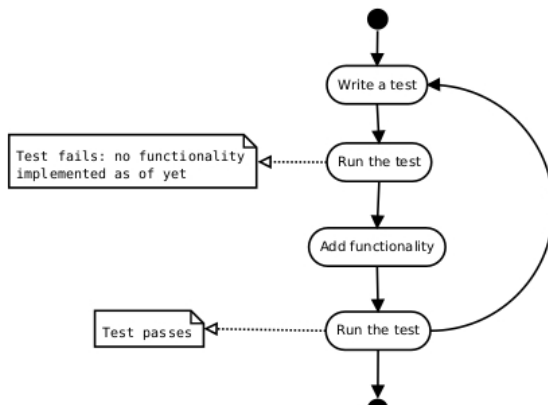 Write a test
Test fails: no functionality
implemented as of yet
Run the test
Add functionality
Test passes
Run the test